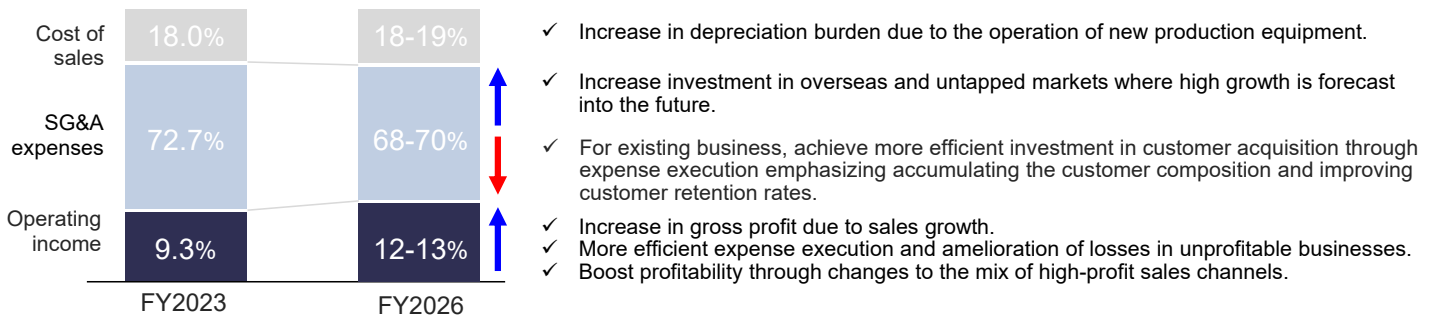 Cost of
sales
18.0%
18-19%
✓ Increase in depreciation burden due to the operation of new production equipment.
✓ Increase investment in overseas and untapped markets where high growth is forecast
into the future.
SG&A
expenses
72.7%
68-70%
✓ For existing business, achieve more efficient investment in customer acquisition through
expense execution emphasizing accumulating the customer composition and improving
customer retention rates.
Operating
income
9.3%
12-13%
✓ Increase in gross profit due to sales growth.
✓ More efficient expense execution and amelioration of losses in unprofitable businesses.
✓ Boost profitability through changes to the mix of high-profit sales channels.
FY2023
FY2026